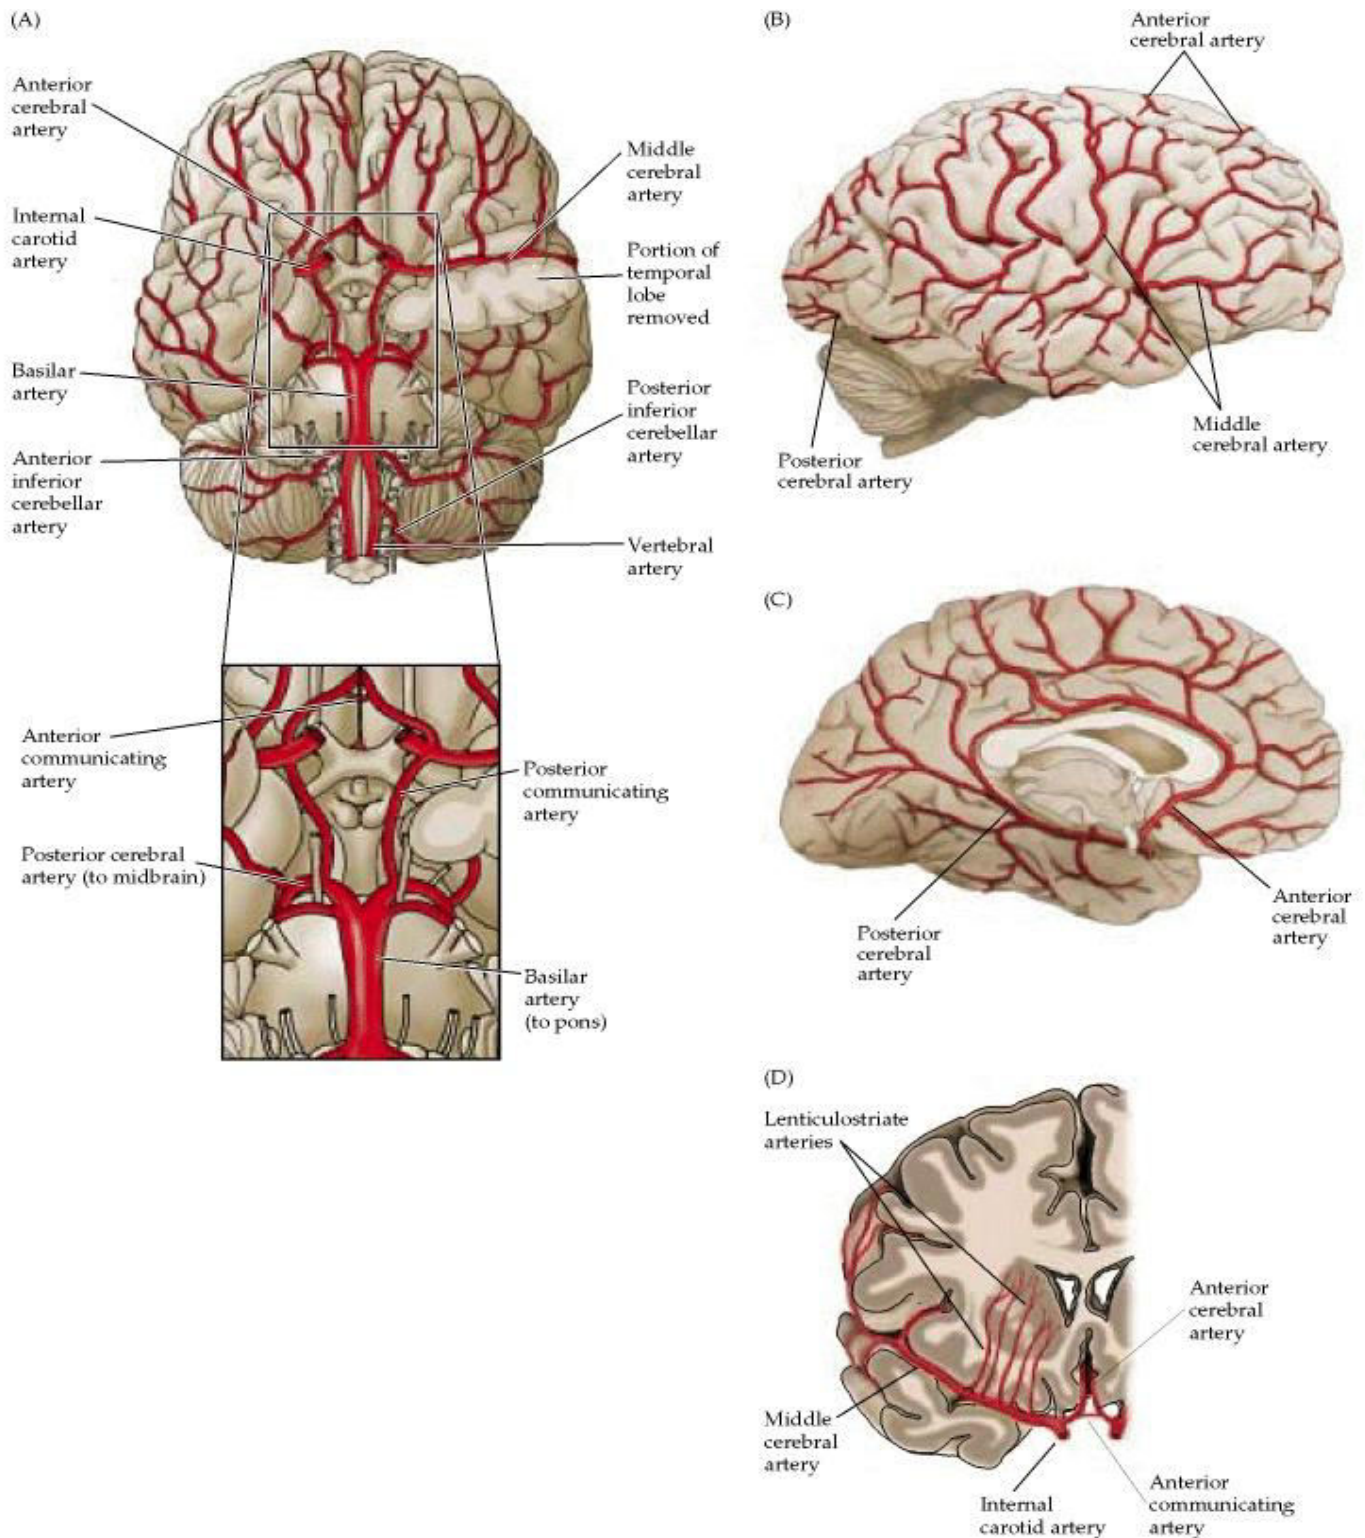 (A)
Anterior
cerebral
artery
Internal
carotid
artery
Basilar
artery
Anterior
inferior
cerebellar
artery
Middle
cerebral
artery
Portion of
temporal
lobe
removed
Posterior
inferior
cerebellar
artery
Vertebral
artery
Anterior
communicating
artery
Posterior cerebral
artery (to midbrain)
Posterior
communicating
artery
Basilar
artery
(to pons)
(B)
Anterior
cerebral artery
Middle
cerebral artery
Posterior
cerebral artery
(C)
Posterior
cerebral
artery
Anterior
cerebral
artery
(D)
Lenticulostriate
arteries
Anterior
cerebral
artery
Middle
cerebral
artery
Internal
carotid artery
Anterior
communicating
artery